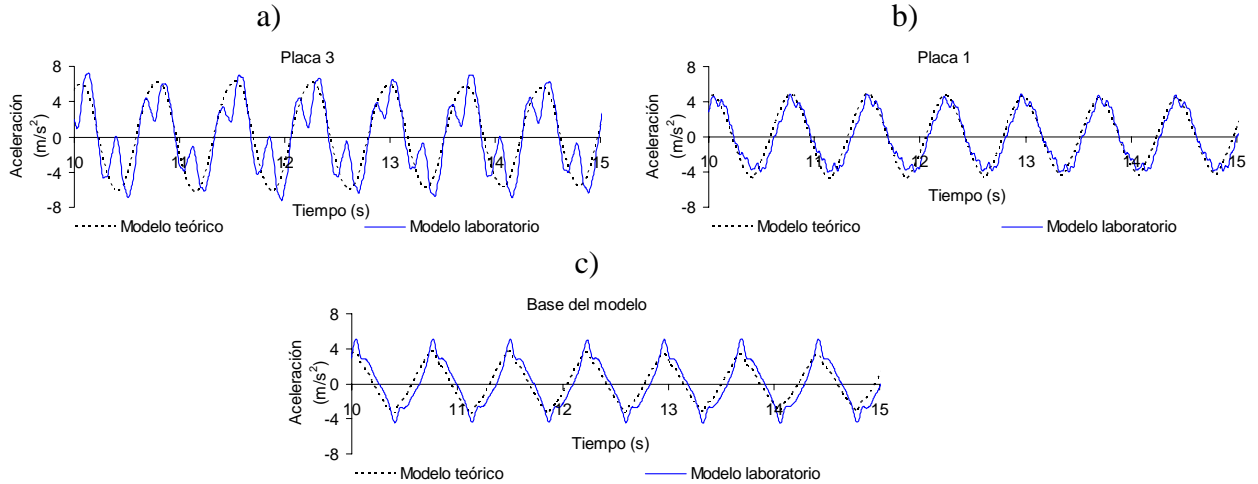 a)
Placa 3
8
4
0
-4
-8
Aceleración
(m/s²)
10
11
12
13
14
15
Tiempo (s)
Modelo teórico
Modelo laboratorio
b)
Placa 1
8
4
0
-4
-8
Aceleración
(m/s²)
10
11
12
13
14
15
Tiempo (s)
Modelo teórico
Modelo laboratorio
c)
Base del modelo
8
4
0
-4
-8
Aceleración
(m/s²)
10
11
12
13
14
15
Tiempo (s)
Modelo teórico
Modelo laboratorio